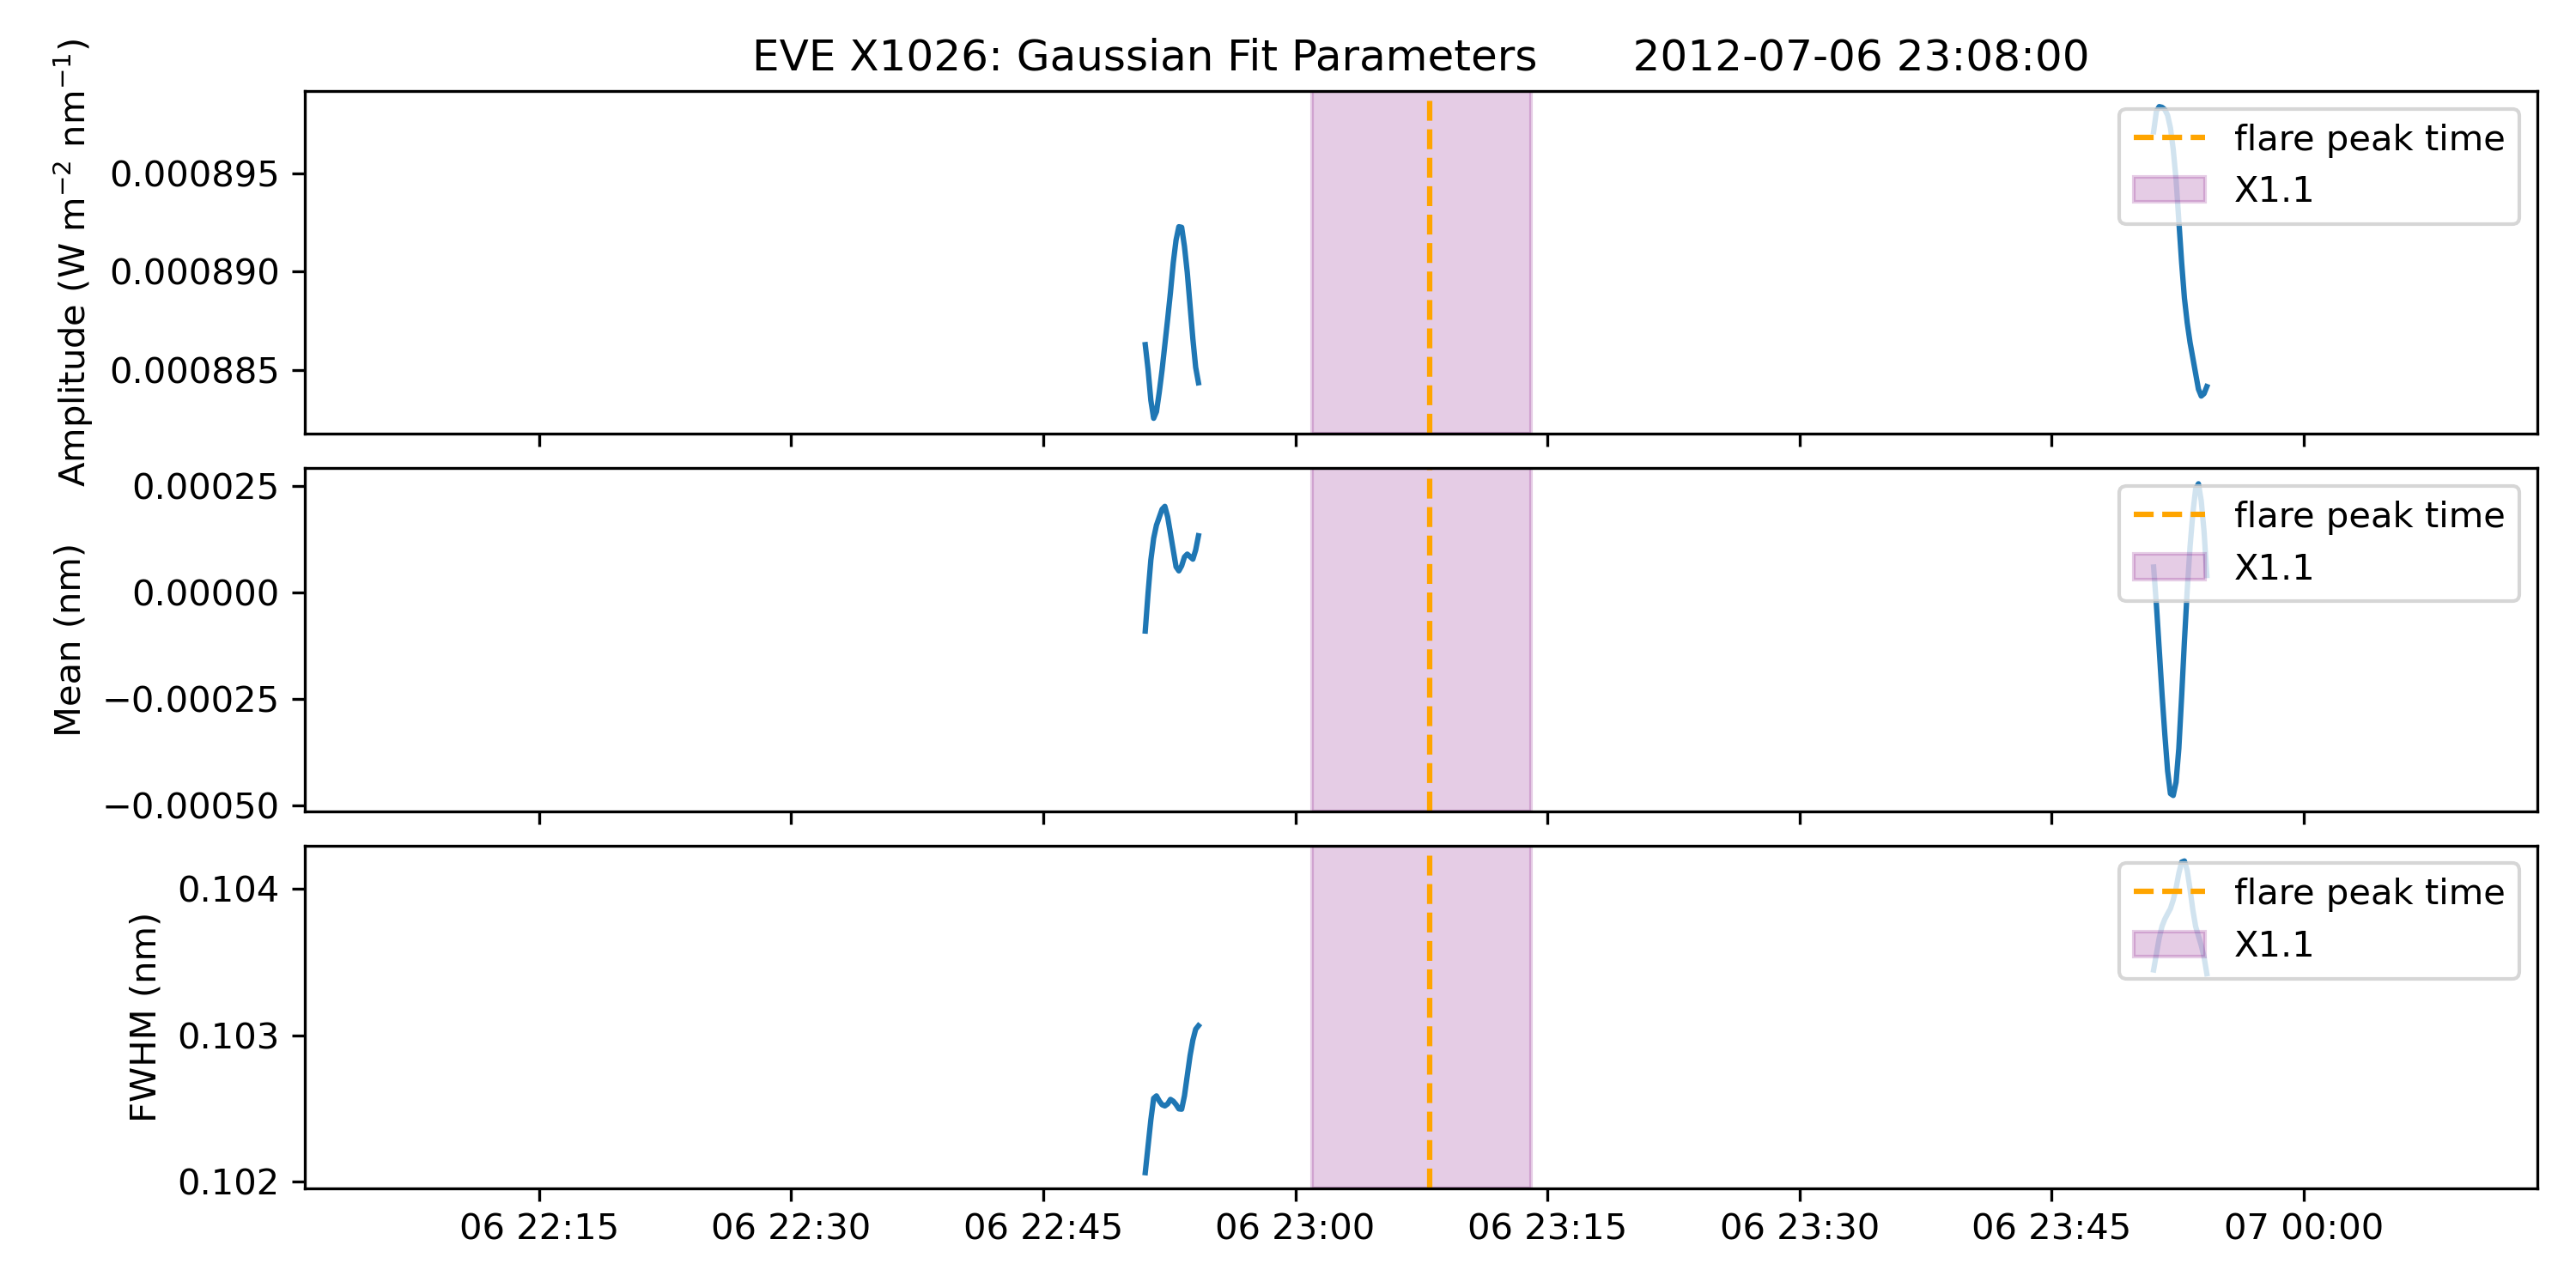 EVE X1026: Gaussian Fit Parameters 2012-07-06 23:08:00
Amplitude (W m⁻² nm⁻¹)
0.000895
0.000890
0.000885
flare peak time
X1.1
Mean (nm)
0.00025
0.00000
−0.00025
−0.00050
flare peak time
X1.1
FWHM (nm)
0.104
0.103
0.102
flare peak time
X1.1
06 22:15 06 22:30 06 22:45 06 23:00 06 23:15 06 23:30 06 23:45 07 00:00